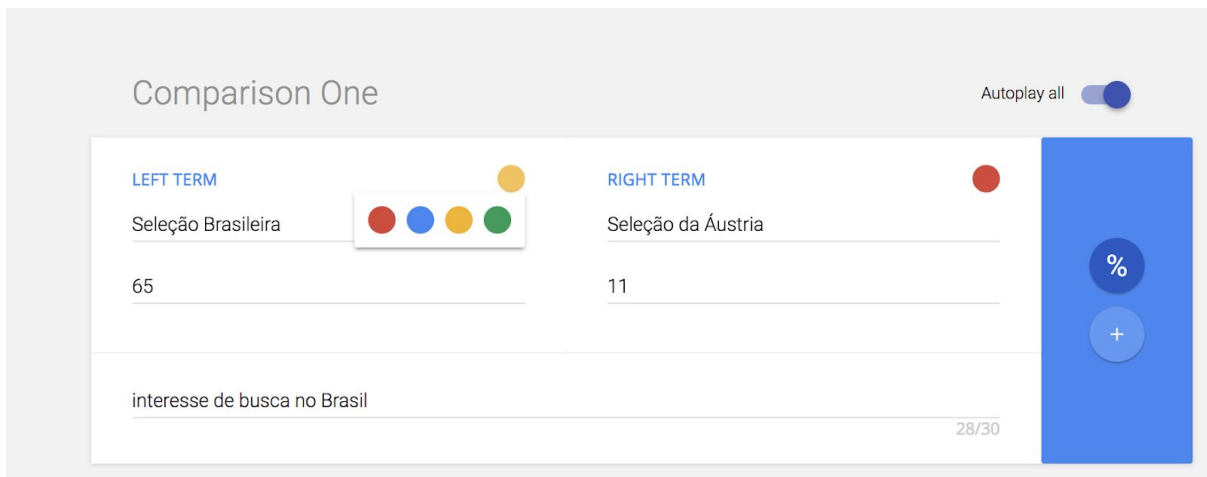 Comparison One
Autoplay all
LEFT TERM
RIGHT TERM
Seleção Brasileira
Seleção da Áustria
65
11
%
+
interesse de busca no Brasil
28/30